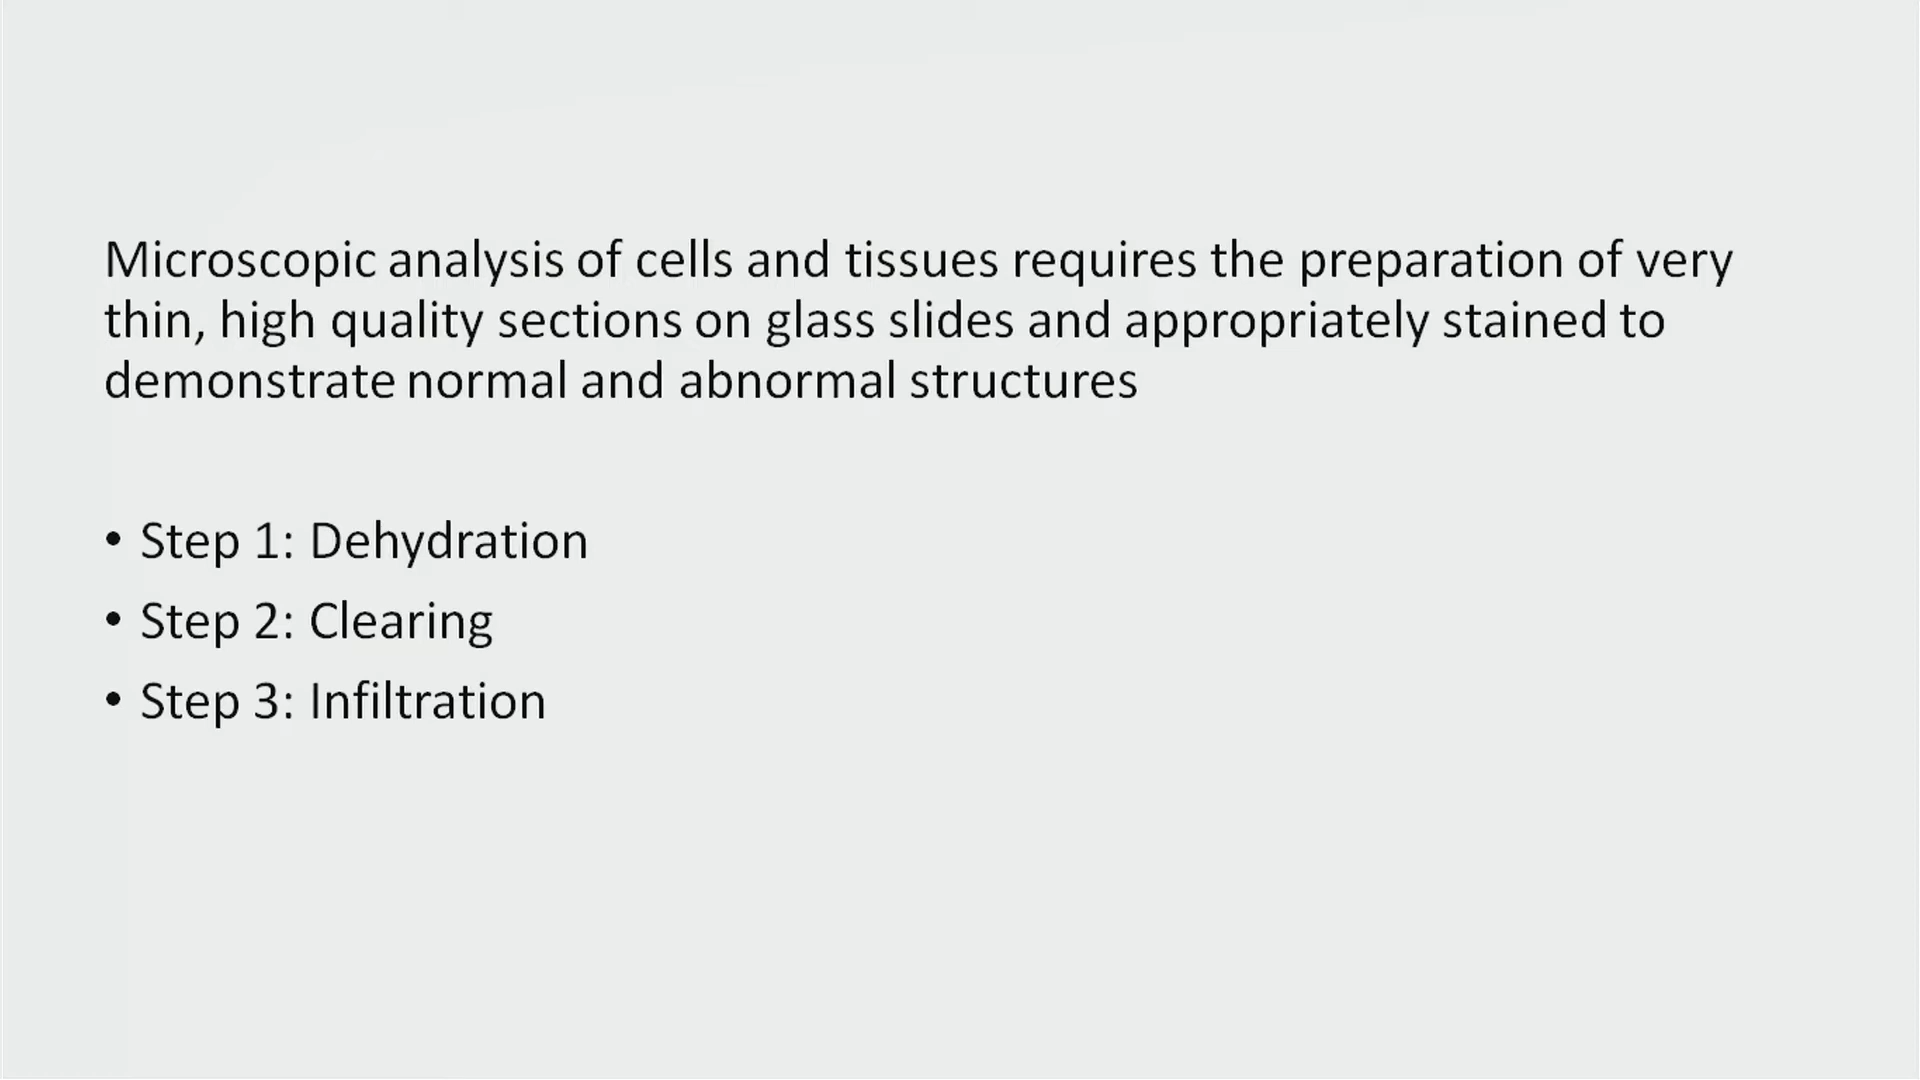 Microscopic analysis of cells and tissues requires the preparation of very
thin, high quality sections on glass slides and appropriately stained to
demonstrate normal and abnormal structures
• Step 1: Dehydration
• Step 2: Clearing
• Step 3: Infiltration